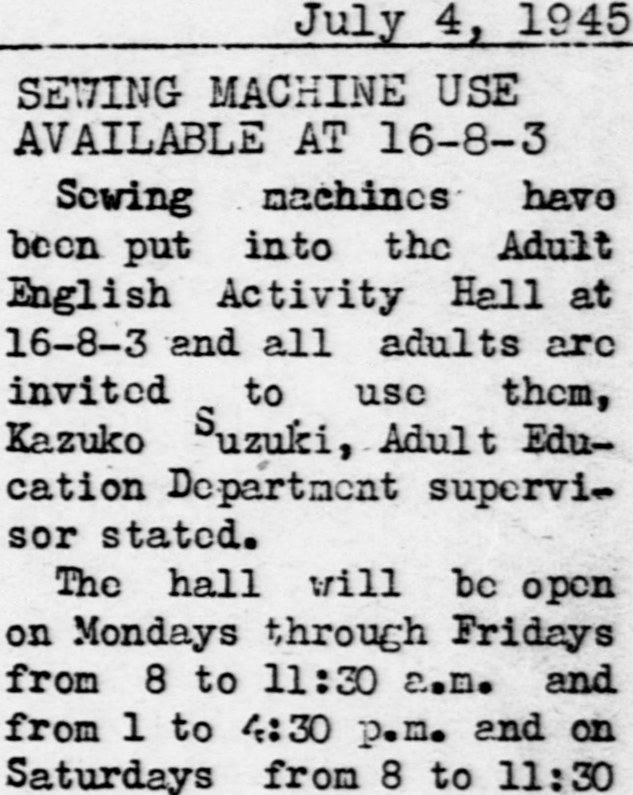 July 4, 1945
SEWING MACHINE USE
AVAILABLE AT 16-8-3
Sewing machines have
been put into the Adult
English Activity Hall at
16-8-3 and all adults are
invited to use them,
Kazuko Suzuki, Adult Edu-
cation Department supervi-
sor stated.
The hall will be open
on Mondays through Fridays
from 8 to 11:30 a.m. and
from 1 to 4:30 p.m. and on
Saturdays from 8 to 11:30